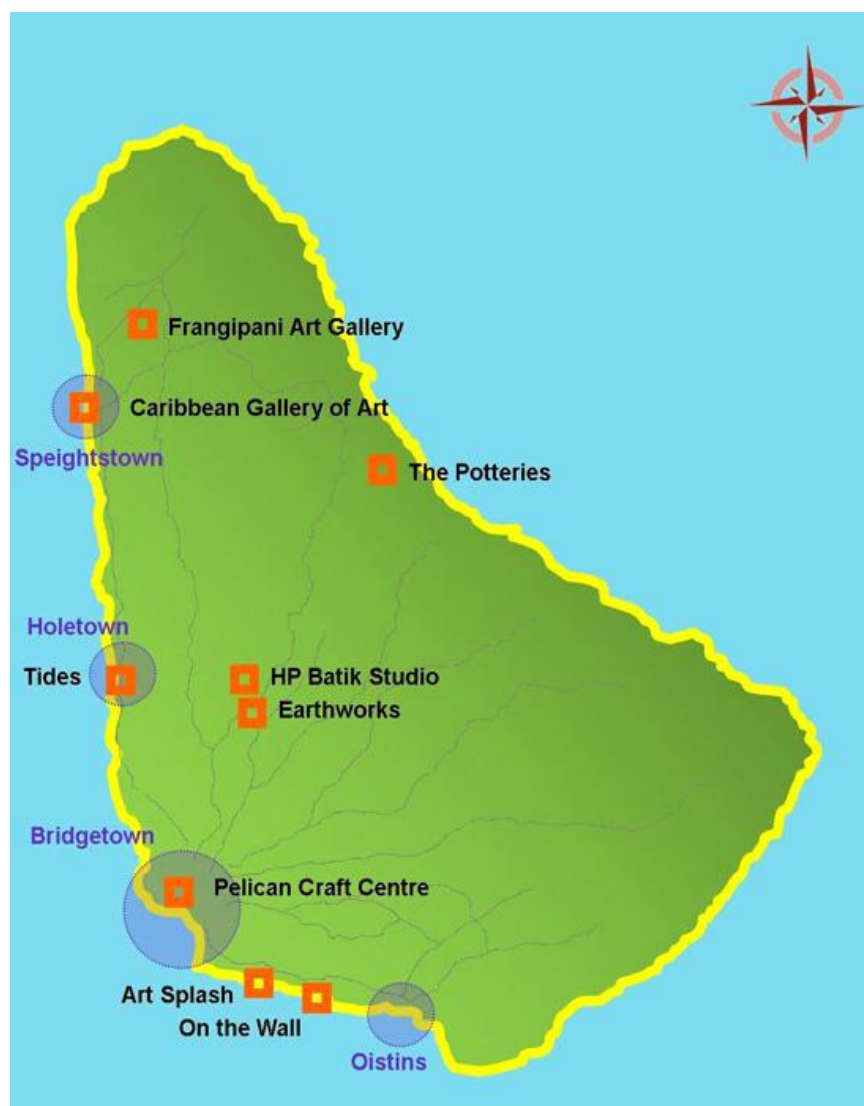 Frangipani Art Gallery
Caribbean Gallery of Art
Speightstown
The Potteries
Holetown
Tides
HP Batik Studio
Earthworks
Bridgetown
Pelican Craft Centre
Art Splash
On the Wall
Oistins